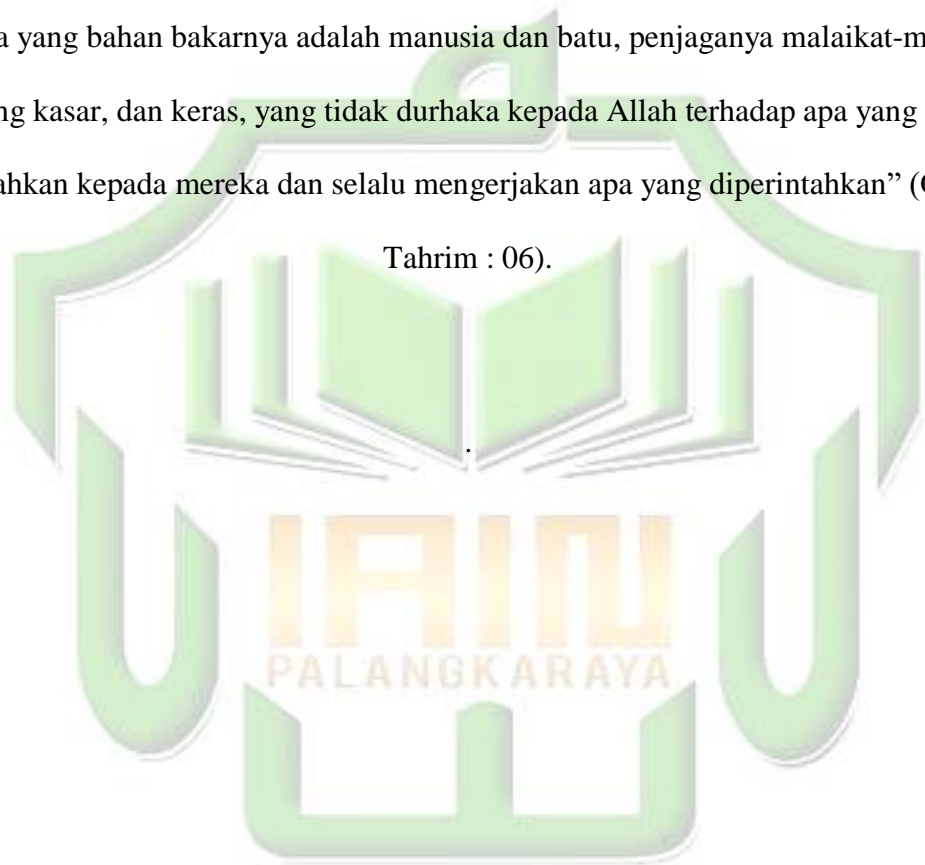 a yang bahan bakarnya adalah manusia dan batu, penjaganya malaikat-m
ng kasar, dan keras, yang tidak durhaka kepada Allah terhadap apa yang
ahkan kepada mereka dan selalu mengerjakan apa yang diperintahkan” (
Tahrim : 06).
.
IAIN
PALANGKARAYA